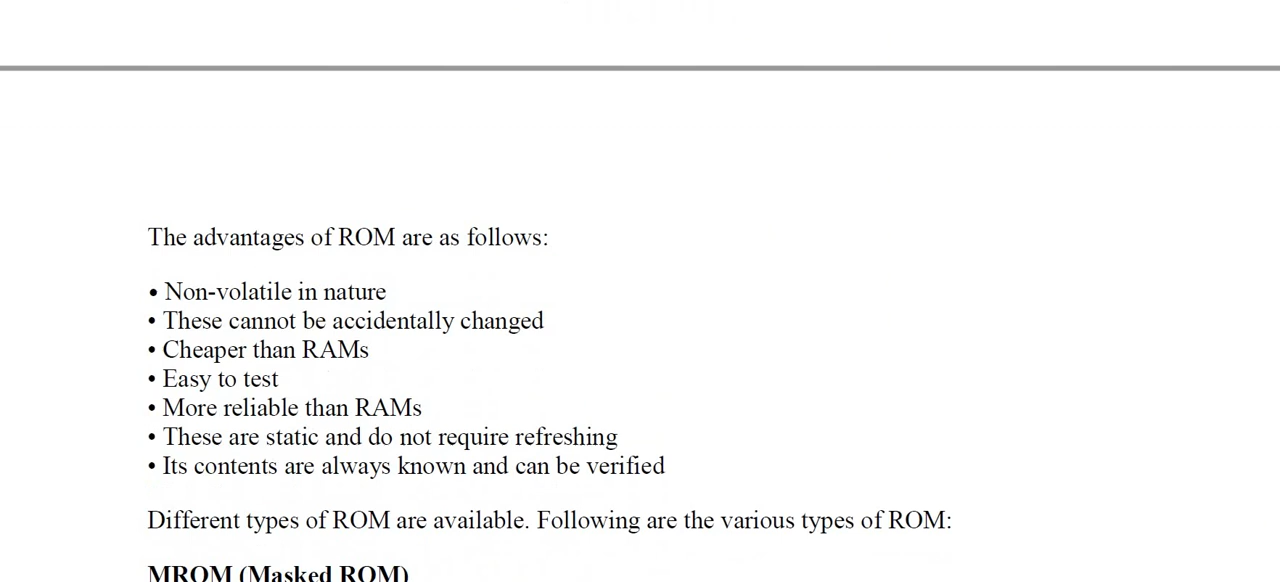 The advantages of ROM are as follows:
• Non-volatile in nature
• These cannot be accidentally changed
• Cheaper than RAMs
• Easy to test
• More reliable than RAMs
• These are static and do not require refreshing
• Its contents are always known and can be verified
Different types of ROM are available. Following are the various types of ROM:
MROM (Masked ROM)